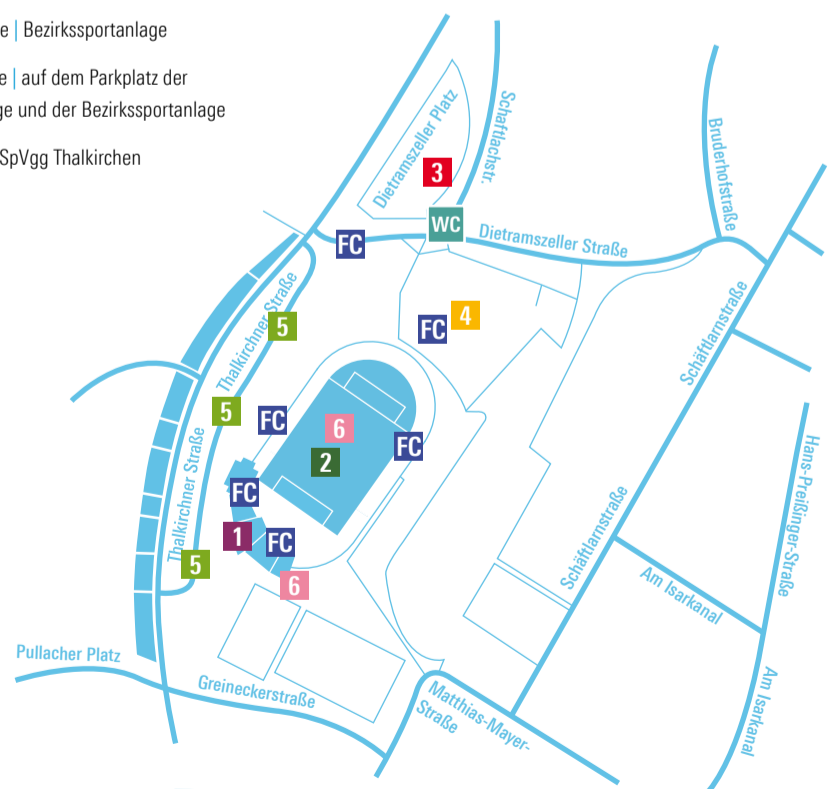 e | Bezirkssportanlage
e | auf dem Parkplatz der
ge und der Bezirkssportanlage
SpVgg Thalkirchen
Dietramszeller Platz
Schaftlachstr.
Bruderhofstraße
3
WC
FC
Dietramszeller Straße
Thalkirchner Straße
5
FC
4
Schäftlarnstraße
5
FC
6
FC
2
Hans-Preißinger-Straße
Thalkirchner Straße
FC
1
FC
5
6
Schäftlarnstraße
Am Isarkanal
Pullacher Platz
Greineckerstraße
Matthias-Mayer-
Straße
Am Isarkanal